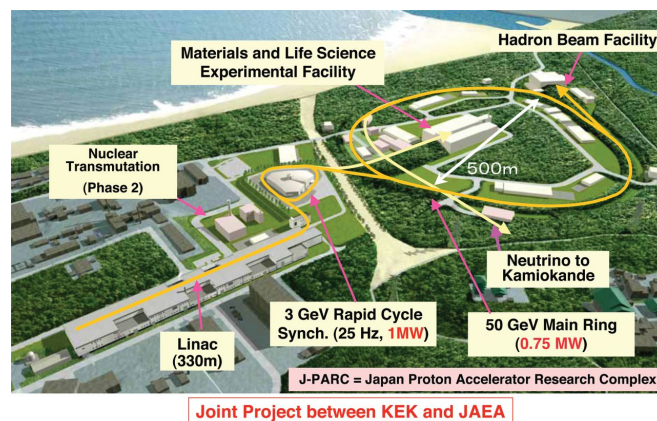 Hadron Beam Facility
Materials and Life Science
Experimental Facility
500m
Nuclear
Transmutation
(Phase 2)
Neutrino to
Kamiokande
3 GeV Rapid Cycle
Synch. (25 Hz, 1MW)
50 GeV Main Ring
(0.75 MW)
Linac
(330m)
J-PARC = Japan Proton Accelerator Research Complex
Joint Project between KEK and JAEA